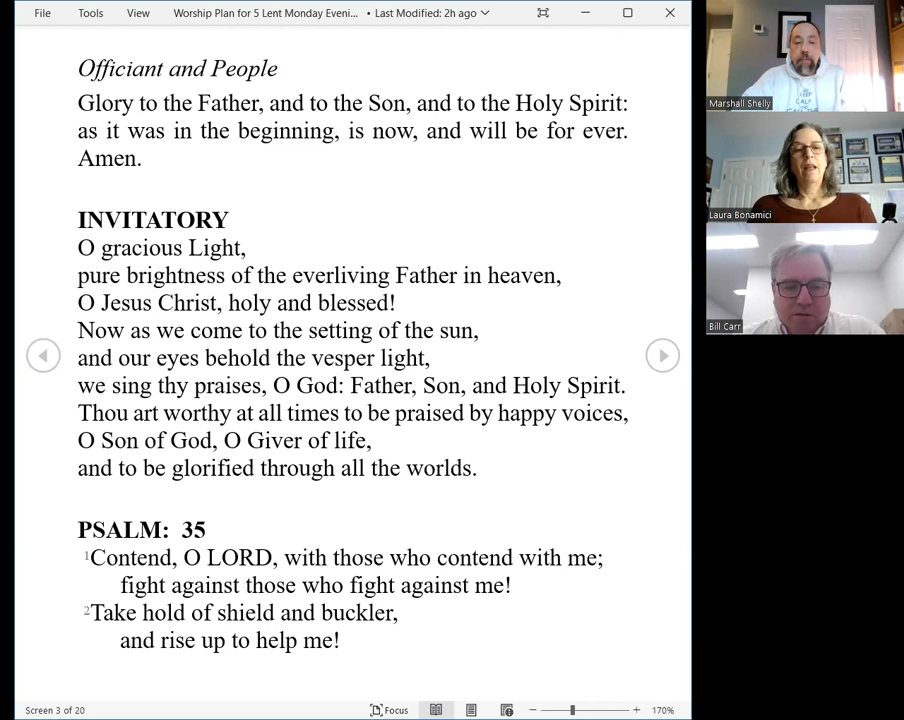 File Tools View Worship Plan for 5 Lent Monday Eveni... • Last Modified: 2h ago
Officiant and People
Glory to the Father, and to the Son, and to the Holy Spirit:
as it was in the beginning, is now, and will be for ever.
Amen.
INVITATORY
O gracious Light,
pure brightness of the everliving Father in heaven,
O Jesus Christ, holy and blessed!
Now as we come to the setting of the sun,
and our eyes behold the vesper light,
we sing thy praises, O God: Father, Son, and Holy Spirit.
Thou art worthy at all times to be praised by happy voices,
O Son of God, O Giver of life,
and to be glorified through all the worlds.
PSALM: 35
1Contend, O LORD, with those who contend with me;
fight against those who fight against me!
2Take hold of shield and buckler,
and rise up to help me!
Screen 3 of 20 Focus 170%
KEEP
CALM
Marshall Shelly
Laura Bonamici
Bill Carr